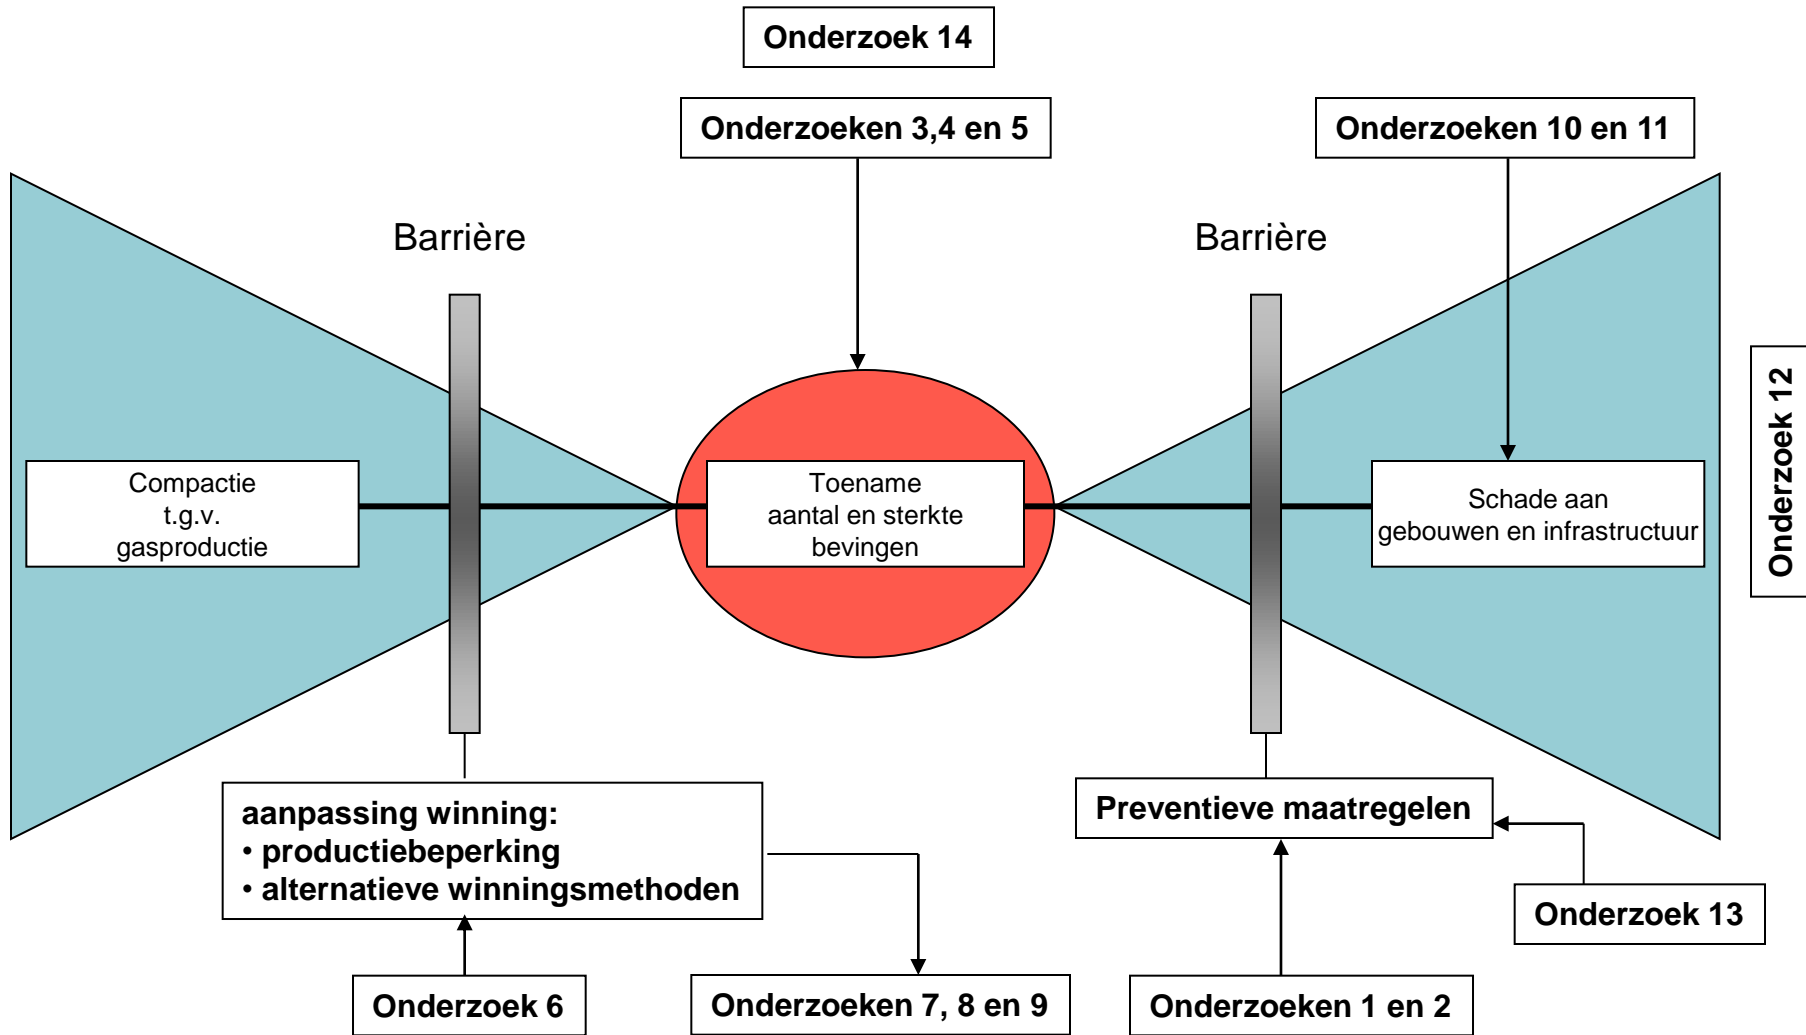 Onderzoek 14
Onderzoeken 3,4 en 5
Onderzoeken 10 en 11
Barrière
Barrière
Compactie
t.g.v.
gasproductie
Toename
aantal en sterkte
bevingen
Schade aan
gebouwen en infrastructuur
Onderzoek 12
aanpassing winning:
• productiebeperking
• alternatieve winningsmethoden
Preventieve maatregelen
Onderzoek 13
Onderzoek 6
Onderzoeken 7, 8 en 9
Onderzoeken 1 en 2